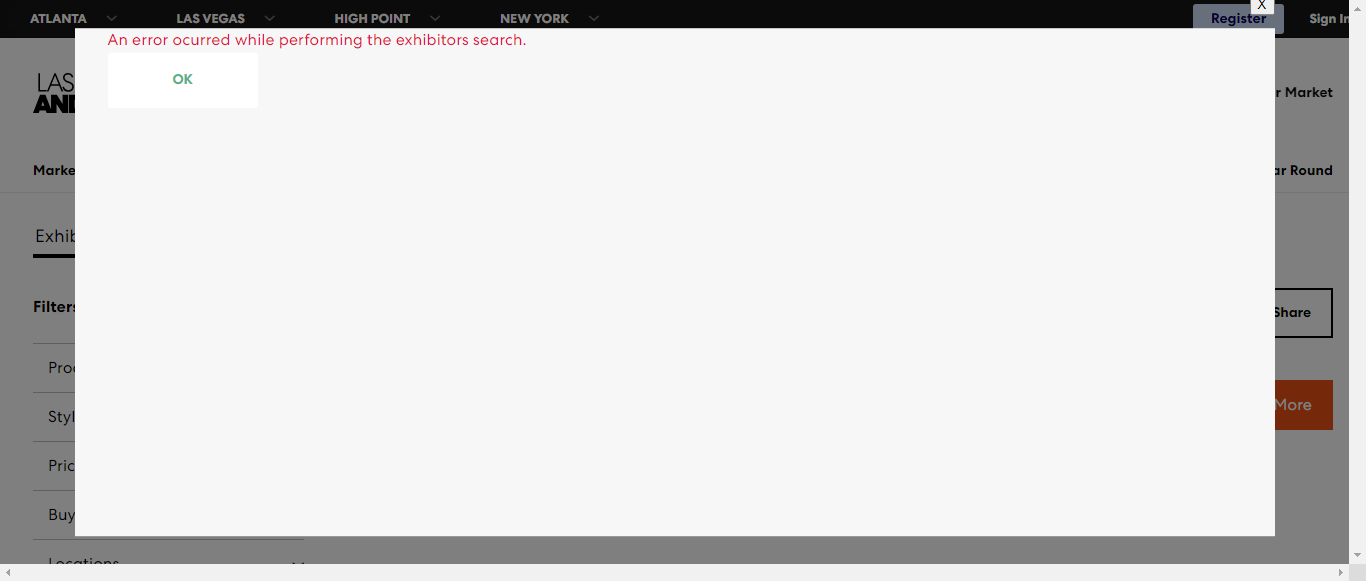 ATLANTA LAS VEGAS HIGH POINT NEW YORK Register Sign In
X
An error ocurred while performing the exhibitors search.
OK
LAS
AND
r Market
Marke
ar Round
Exhib
Filters
Share
Proc
Styl
More
Pric
Buy
Locations